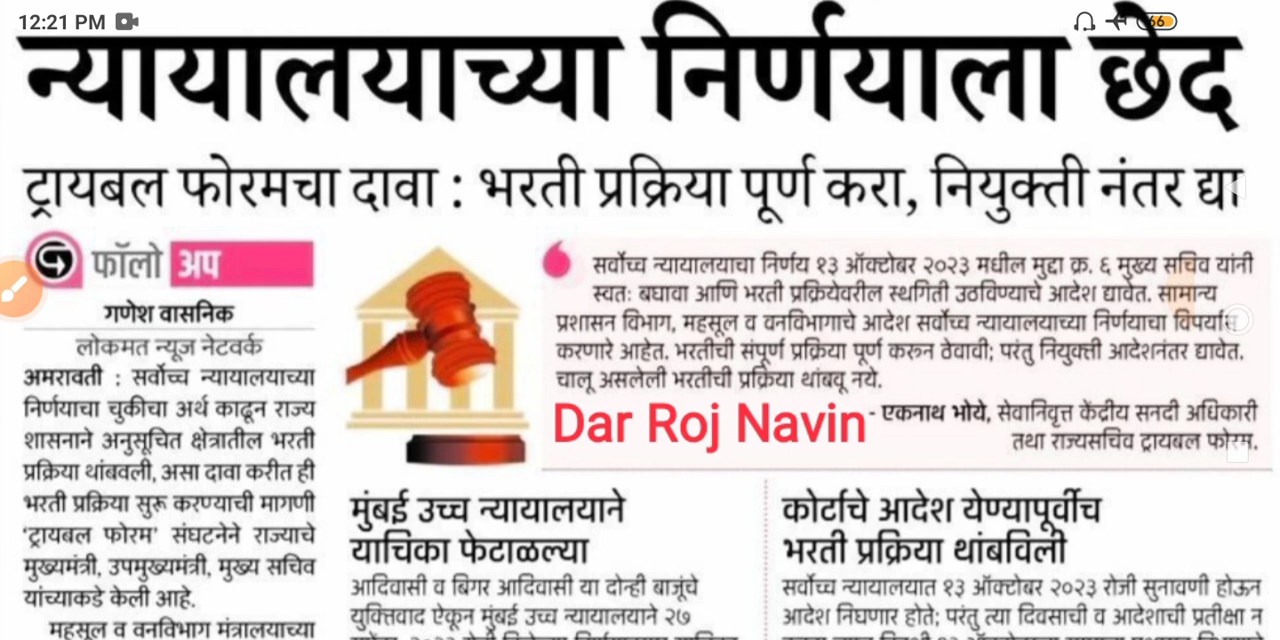 12:21 PM
66
न्यायालयाच्या निर्णयाला छेद
ट्रायबल फोरमचा दावा : भरती प्रक्रिया पूर्ण करा, नियुक्ती नंतर द्या
फॉलो अप
गणेश वासनिक
लोकमत न्यूज नेटवर्क
अमरावती : सर्वोच्च न्यायालयाच्या
निर्णयाचा चुकीचा अर्थ काढून राज्य
शासनाने अनुसूचित क्षेत्रातील भरती
प्रक्रिया थांबवली, असा दावा करीत ही
भरती प्रक्रिया सुरू करण्याची मागणी
'ट्रायबल फोरम' संघटनेने राज्याचे
मुख्यमंत्री, उपमुख्यमंत्री, मुख्य सचिव
यांच्याकडे केली आहे.
महसूल व वनविभाग मंत्रालयाच्या
सर्वोच्च न्यायालयाचा निर्णय १३ ऑक्टोबर २०२३ मधील मुद्दा क्र. ६ मुख्य सचिव यांनी
स्वतः बघावा आणि भरती प्रक्रियेवरील स्थगिती उठविण्याचे आदेश द्यावेत. सामान्य
प्रशासन विभाग, महसूल व वनविभागाचे आदेश सर्वोच्च न्यायालयाच्या निर्णयाचा विपर्यास
करणारे आहेत. भरतीची संपूर्ण प्रक्रिया पूर्ण करून ठेवावी; परंतु नियुक्ती आदेशनंतर द्यावेत.
चालू असलेली भरतीची प्रक्रिया थांबवू नये.
- एकनाथ भोये, सेवानिवृत्त केंद्रीय सनदी अधिकारी
तथा राज्यसचिव ट्रायबल फोरम.
Dar Roj Navin
मुंबई उच्च न्यायालयाने
याचिका फेटाळल्या
आदिवासी व बिगर आदिवासी या दोन्ही बाजूंचे
युक्तिवाद ऐकून मुंबई उच्च न्यायालयाने २७
कोर्टाचे आदेश येण्यापूर्वीच
भरती प्रक्रिया थांबविली
सर्वोच्च न्यायालयात १३ ऑक्टोबर २०२३ रोजी सुनावणी होऊन
आदेश निघणार होते; परंतु त्या दिवसाची व आदेशाची प्रतीक्षा न